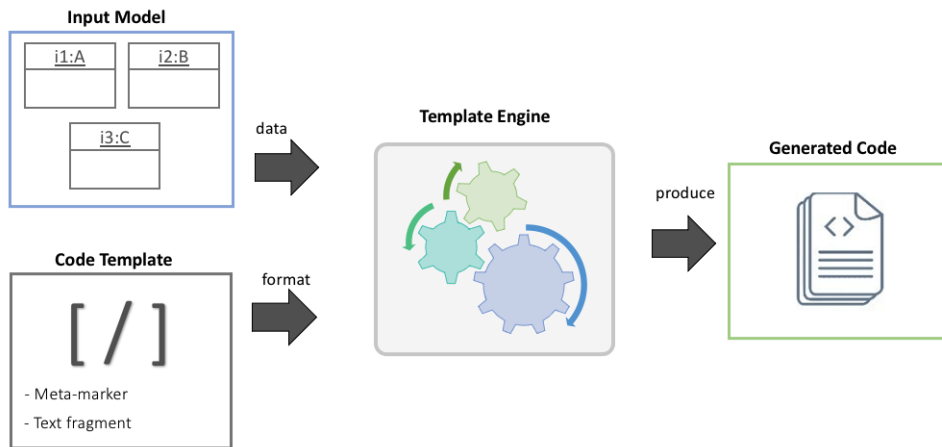 Input Model
i1:A
i2:B
i3:C
data
Template Engine
Generated Code
produce
< >
Code Template
format
[ / ]
- Meta-marker
- Text fragment